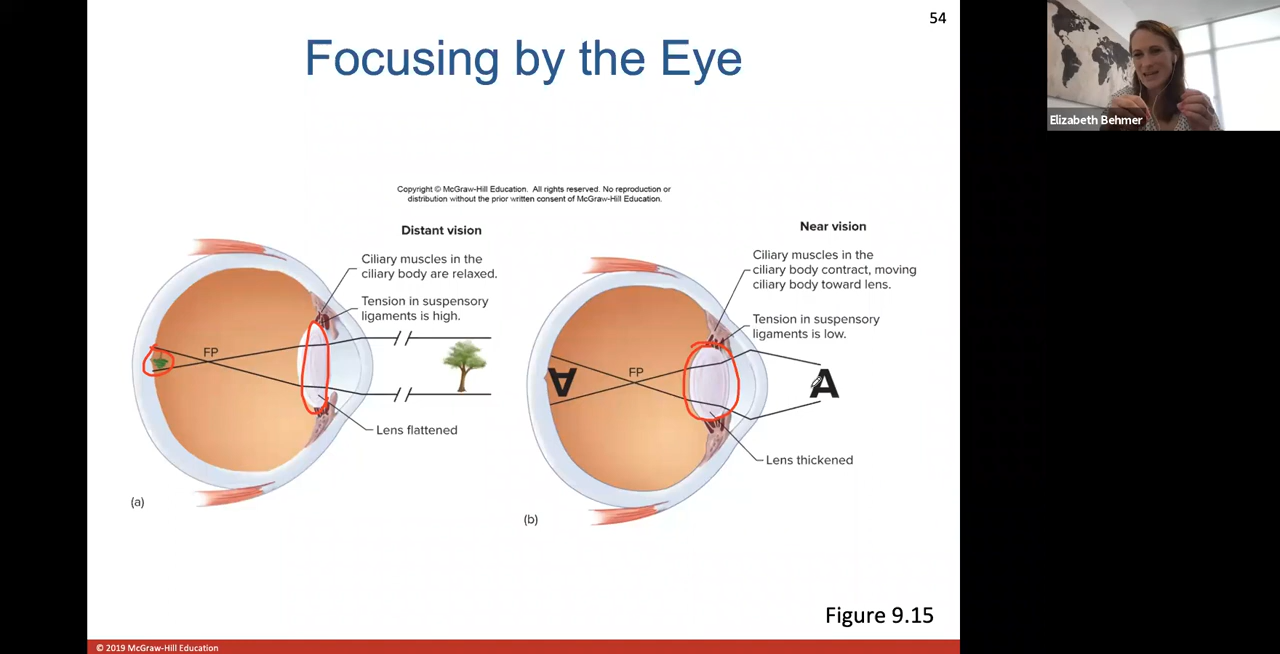 54
Focusing by the Eye
Elizabeth Behmer
Copyright © McGraw-Hill Education. All rights reserved. No reproduction or
distribution without the prior written consent of McGraw-Hill Education.
Distant vision
Ciliary muscles in the
ciliary body are relaxed.
Tension in suspensory
ligaments is high.
FP
Lens flattened
(a)
Near vision
Ciliary muscles in the
ciliary body contract, moving
ciliary body toward lens.
Tension in suspensory
ligaments is low.
A
FP
A
Lens thickened
(b)
Figure 9.15
© 2019 McGraw-Hill Education